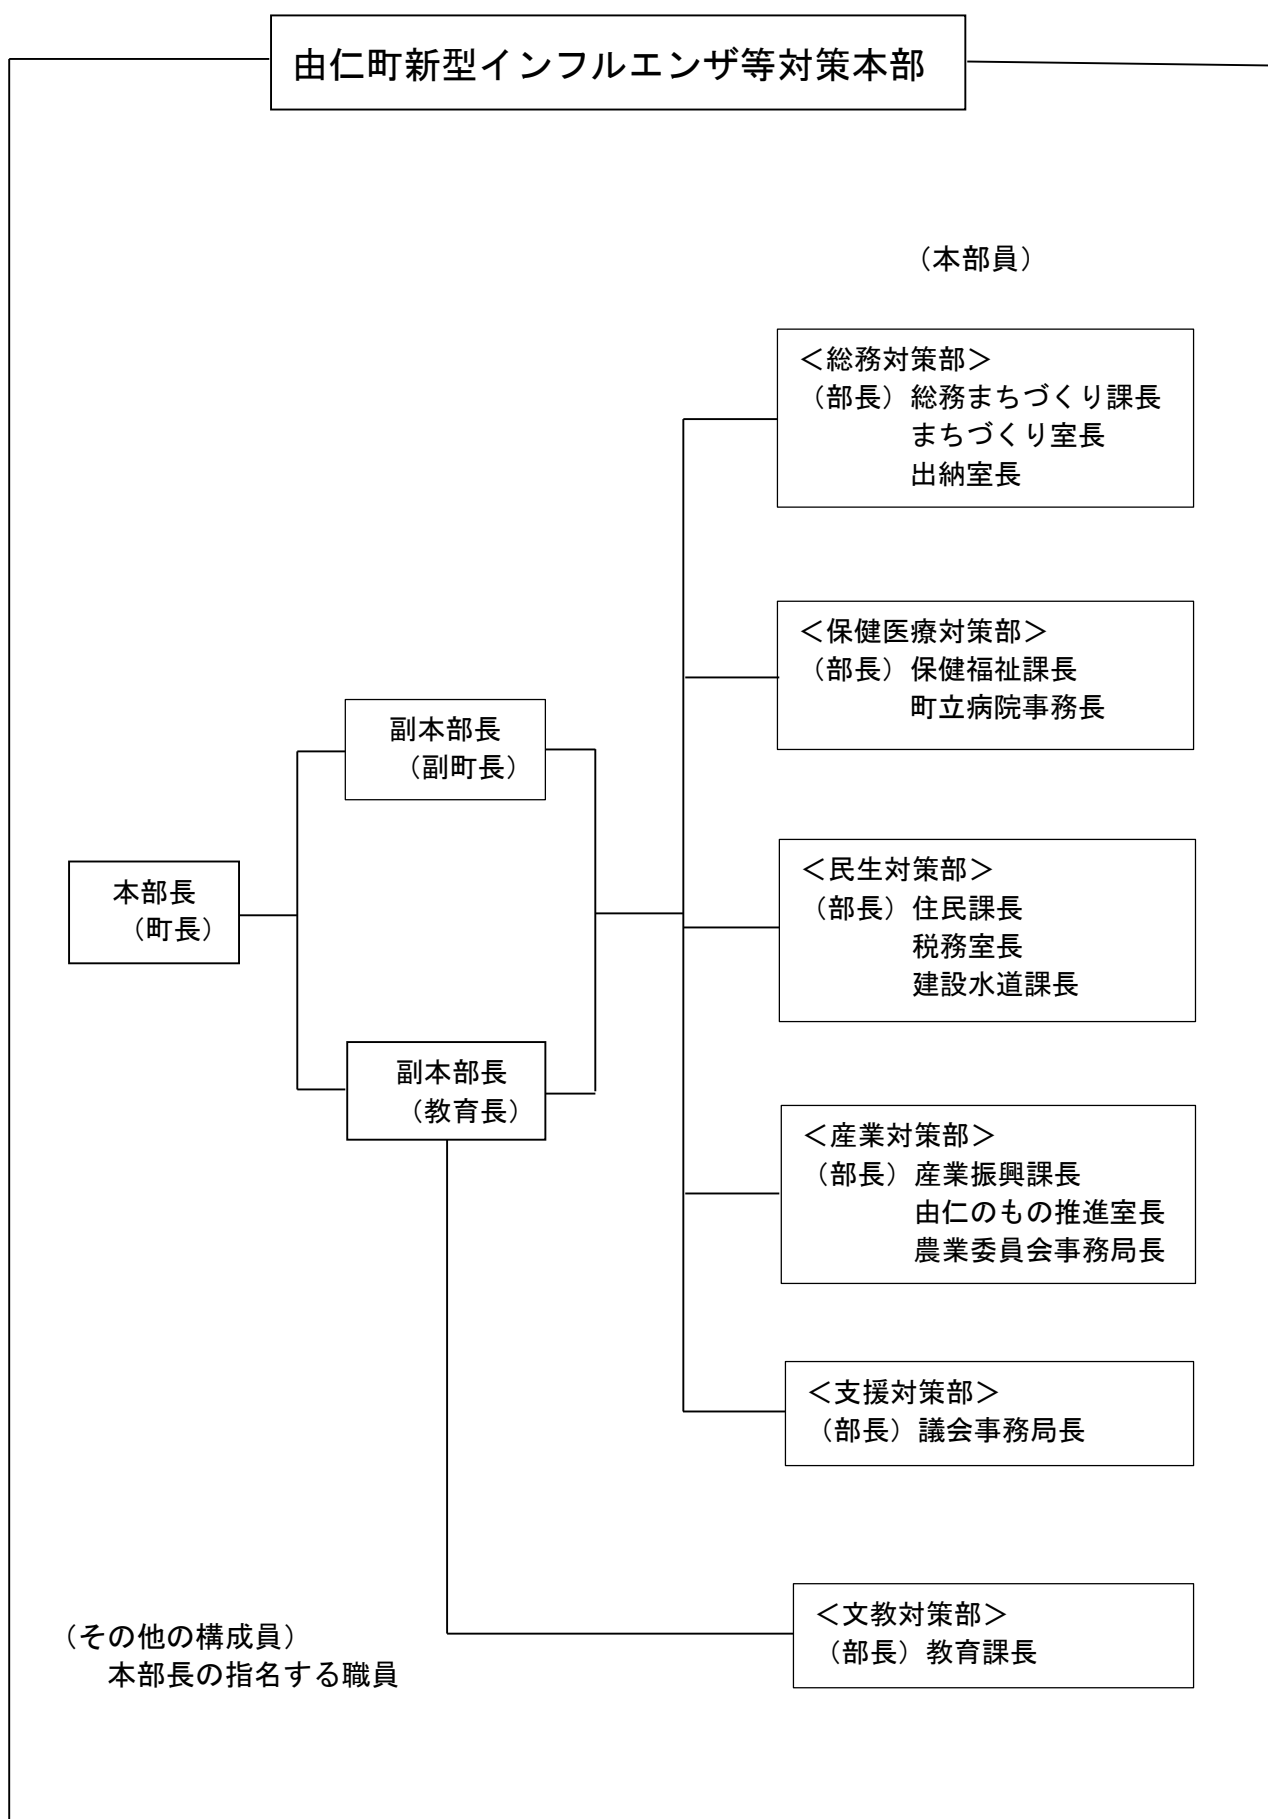 由仁町新型インフルエンザ等対策本部
（本部員）
＜総務対策部＞
（部長）総務まちづくり課長
まちづくり室長
出納室長
＜保健医療対策部＞
（部長）保健福祉課長
町立病院事務長
副本部長
（副町長）
本部長
（町長）
＜民生対策部＞
（部長）住民課長
税務室長
建設水道課長
副本部長
（教育長）
＜産業対策部＞
（部長）産業振興課長
由仁のもの推進室長
農業委員会事務局長
＜支援対策部＞
（部長）議会事務局長
＜文教対策部＞
（部長）教育課長
（その他の構成員）
本部長の指名する職員